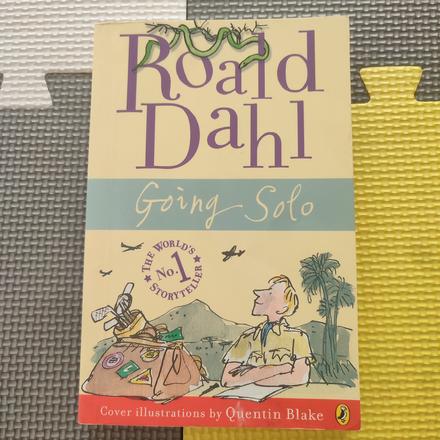 Roald
Dahl
Going Solo
THE WORLD'S
No.1
STORYTELLER
Cover illustrations by Quentin Blake